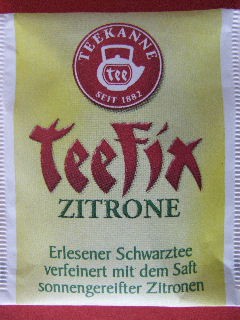 TEEKANNE
tee
SEIT 1882
TeeFix
ZITRONE
Erlesener Schwarztee
verfeinert mit dem Saft
sonnengereifter Zitronen